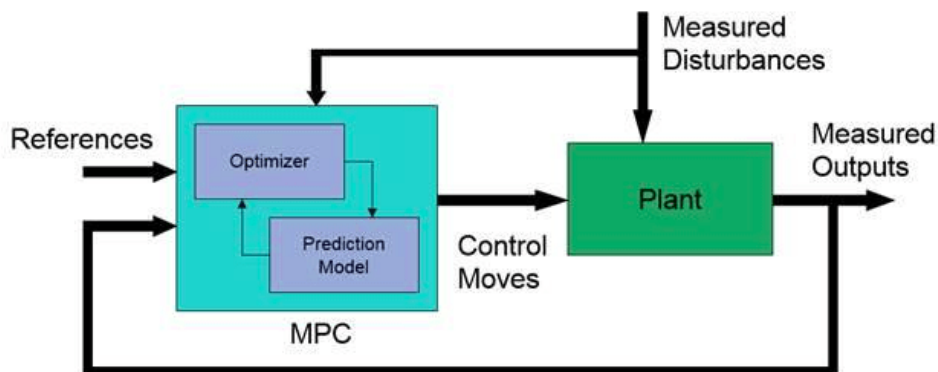 Measured
Disturbances
References
Optimizer
Prediction
Model
MPC
Control
Moves
Plant
Measured
Outputs